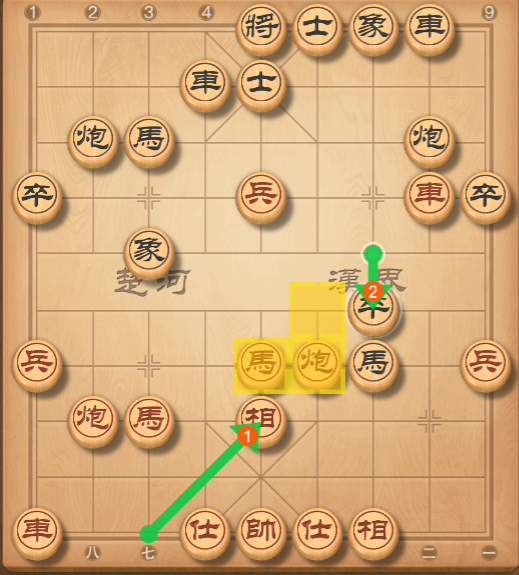 1 2 3 4 9
將 士 象 車
車 士
炮 馬 炮
卒 兵 車 卒
象
楚河 漢界
卒 2
兵 馬 炮 馬 兵
炮 馬 相
1
車 仕 帥 仕 相
八 七 二 一